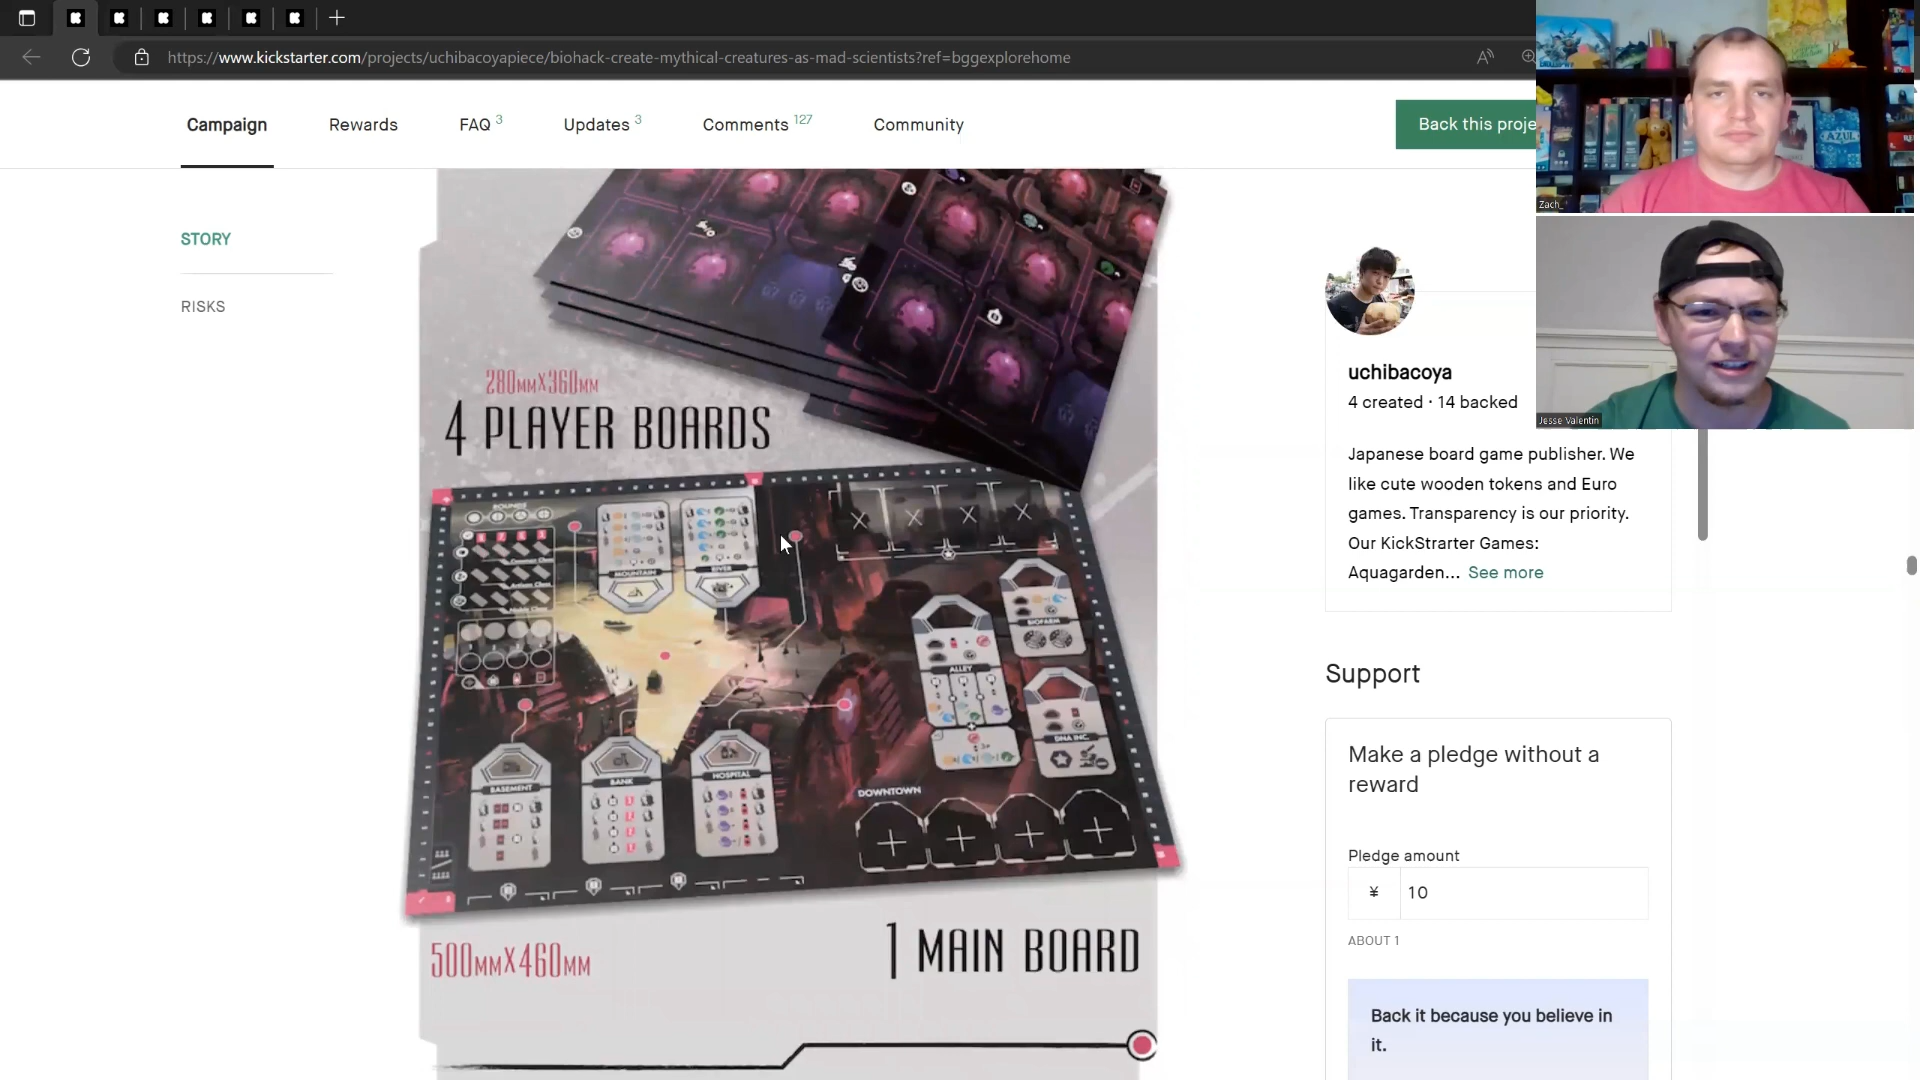 https://www.kickstarter.com/projects/uchibacoyapiece/biohack-create-mythical-creatures-as-mad-scientists?ref=bggexplorehome
Campaign
Rewards
FAQ 3
Updates 3
Comments 127
Community
Back this proje
STORY
RISKS
280MMX360MM
4 PLAYER BOARDS
ROUNDS
MOUNTAIN
RIVER
ALLEY
BIOFARM
DNA INC.
BASEMENT
BANK
HOSPITAL
DOWNTOWN
500MMX460MM
1 MAIN BOARD
uchibacoya
4 created · 14 backed
Japanese board game publisher. We
like cute wooden tokens and Euro
games. Transparency is our priority.
Our KickStrarter Games:
Aquagarden... See more
Support
Make a pledge without a
reward
Pledge amount
¥ 10
ABOUT 1
Back it because you believe in
it.
Zach_
Jesse Valentin
AZUL